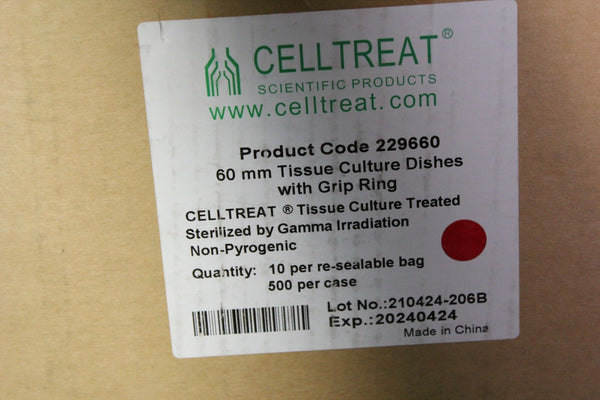 CELLTREAT®
SCIENTIFIC PRODUCTS
www.celltreat.com
Product Code 229660
60 mm Tissue Culture Dishes
with Grip Ring
CELLTREAT ® Tissue Culture Treated
Sterilized by Gamma Irradiation
Non-Pyrogenic
Quantity: 10 per re-sealable bag
500 per case
Lot No.:210424-206B
Exp.:20240424
Made in China